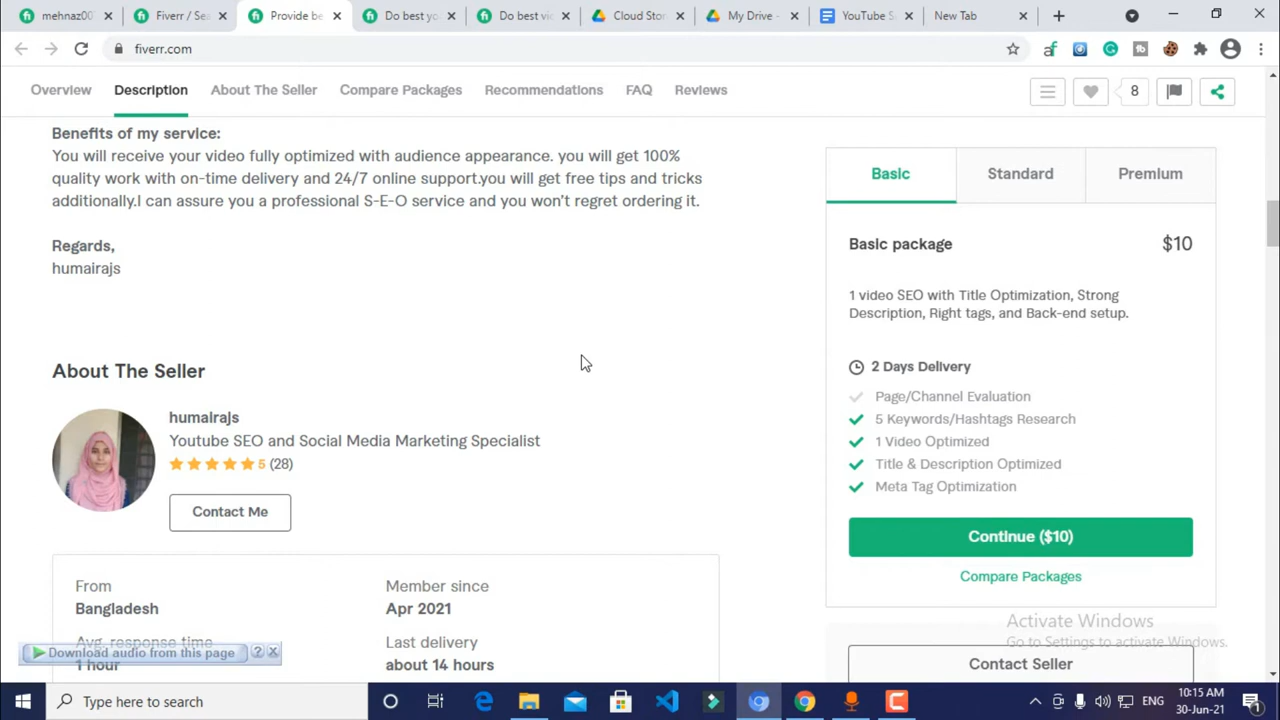 mehnaz00
Fiverr / Sea
Provide be
Do best yo
Do best vi
Cloud Stor
My Drive -
YouTube S
New Tab
fiverr.com
Overview
Description
About The Seller
Compare Packages
Recommendations
FAQ
Reviews
8
Benefits of my service:
You will receive your video fully optimized with audience appearance. you will get 100%
quality work with on-time delivery and 24/7 online support.you will get free tips and tricks
additionally.I can assure you a professional S-E-O service and you won't regret ordering it.
Regards,
humairajs
About The Seller
humairajs
Youtube SEO and Social Media Marketing Specialist
5 (28)
Contact Me
From
Bangladesh
Member since
Apr 2021
Avg. response time
1 hour
Last delivery
about 14 hours
Download audio from this page
?
Basic
Standard
Premium
Basic package
$10
1 video SEO with Title Optimization, Strong
Description, Right tags, and Back-end setup.
2 Days Delivery
Page/Channel Evaluation
5 Keywords/Hashtags Research
1 Video Optimized
Title & Description Optimized
Meta Tag Optimization
Continue ($10)
Compare Packages
Activate Windows
Go to Settings to activate Windows.
Contact Seller
Type here to search
ENG
10:15 AM
30-Jun-21
1